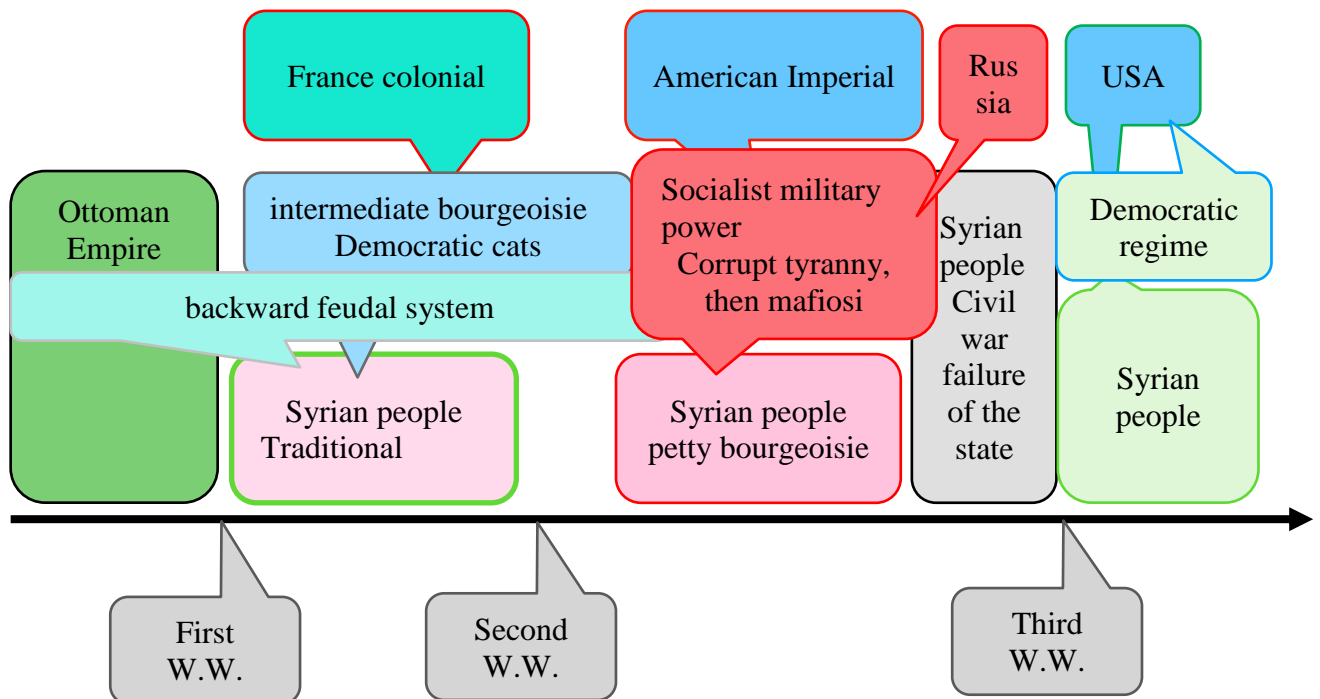 France colonial
American Imperial
Rus
sia
USA
Ottoman
Empire
intermediate bourgeoisie
Democratic cats
Socialist military
power
Corrupt tyranny,
then mafiosi
Syrian
people
Civil
war
failure
of the
state
Democratic
regime
backward feudal system
Syrian people
Traditional
Syrian people
petty bourgeoisie
Syrian
people
First
W.W.
Second
W.W.
Third
W.W.